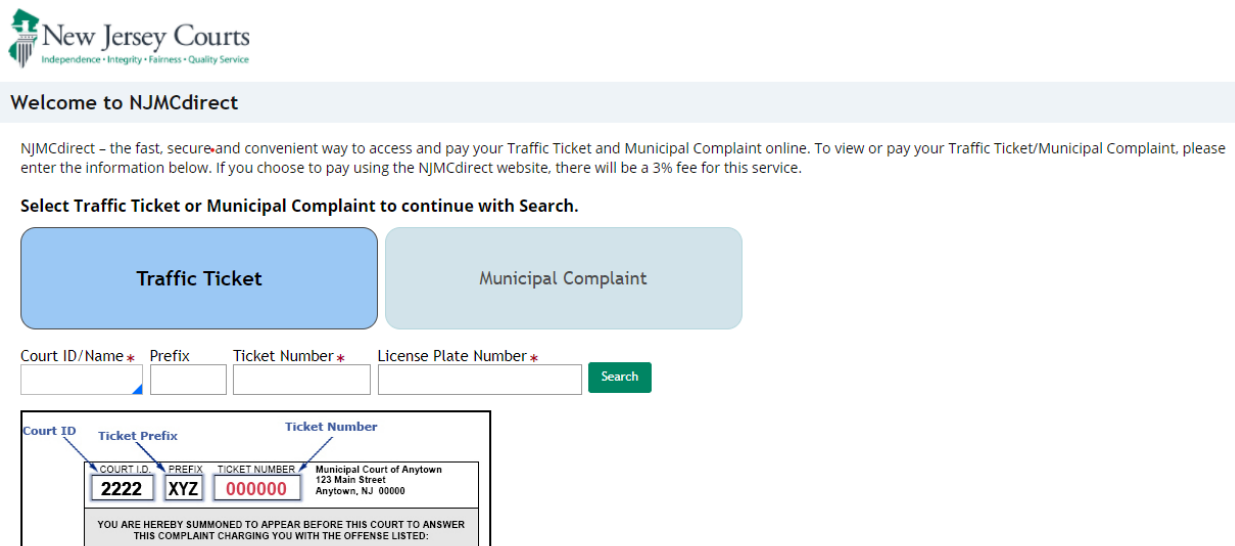 New Jersey Courts
Independence • Integrity • Fairness • Quality Service
Welcome to NJMCdirect
NJMCdirect – the fast, secure and convenient way to access and pay your Traffic Ticket and Municipal Complaint online. To view or pay your Traffic Ticket/Municipal Complaint, please
enter the information below. If you choose to pay using the NJMCdirect website, there will be a 3% fee for this service.
Select Traffic Ticket or Municipal Complaint to continue with Search.
Traffic Ticket
Municipal Complaint
Court ID/Name * Prefix Ticket Number * License Plate Number *
Search
Court ID Ticket Prefix Ticket Number
COURT I.D. PREFIX TICKET NUMBER
2222 XYZ 000000
Municipal Court of Anytown
123 Main Street
Anytown, NJ 00000
YOU ARE HEREBY SUMMONED TO APPEAR BEFORE THIS COURT TO ANSWER
THIS COMPLAINT CHARGING YOU WITH THE OFFENSE LISTED: